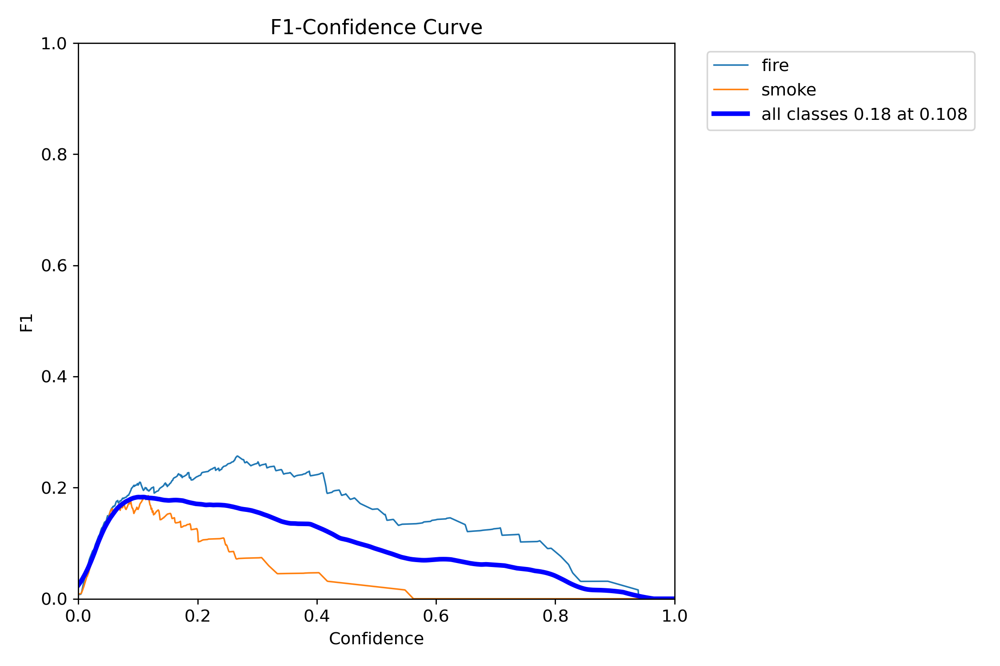 F1-Confidence Curve
1.0
0.8
0.6
0.4
0.2
0.0
F1
0.0 0.2 0.4 0.6 0.8 1.0
Confidence
fire
smoke
all classes 0.18 at 0.108